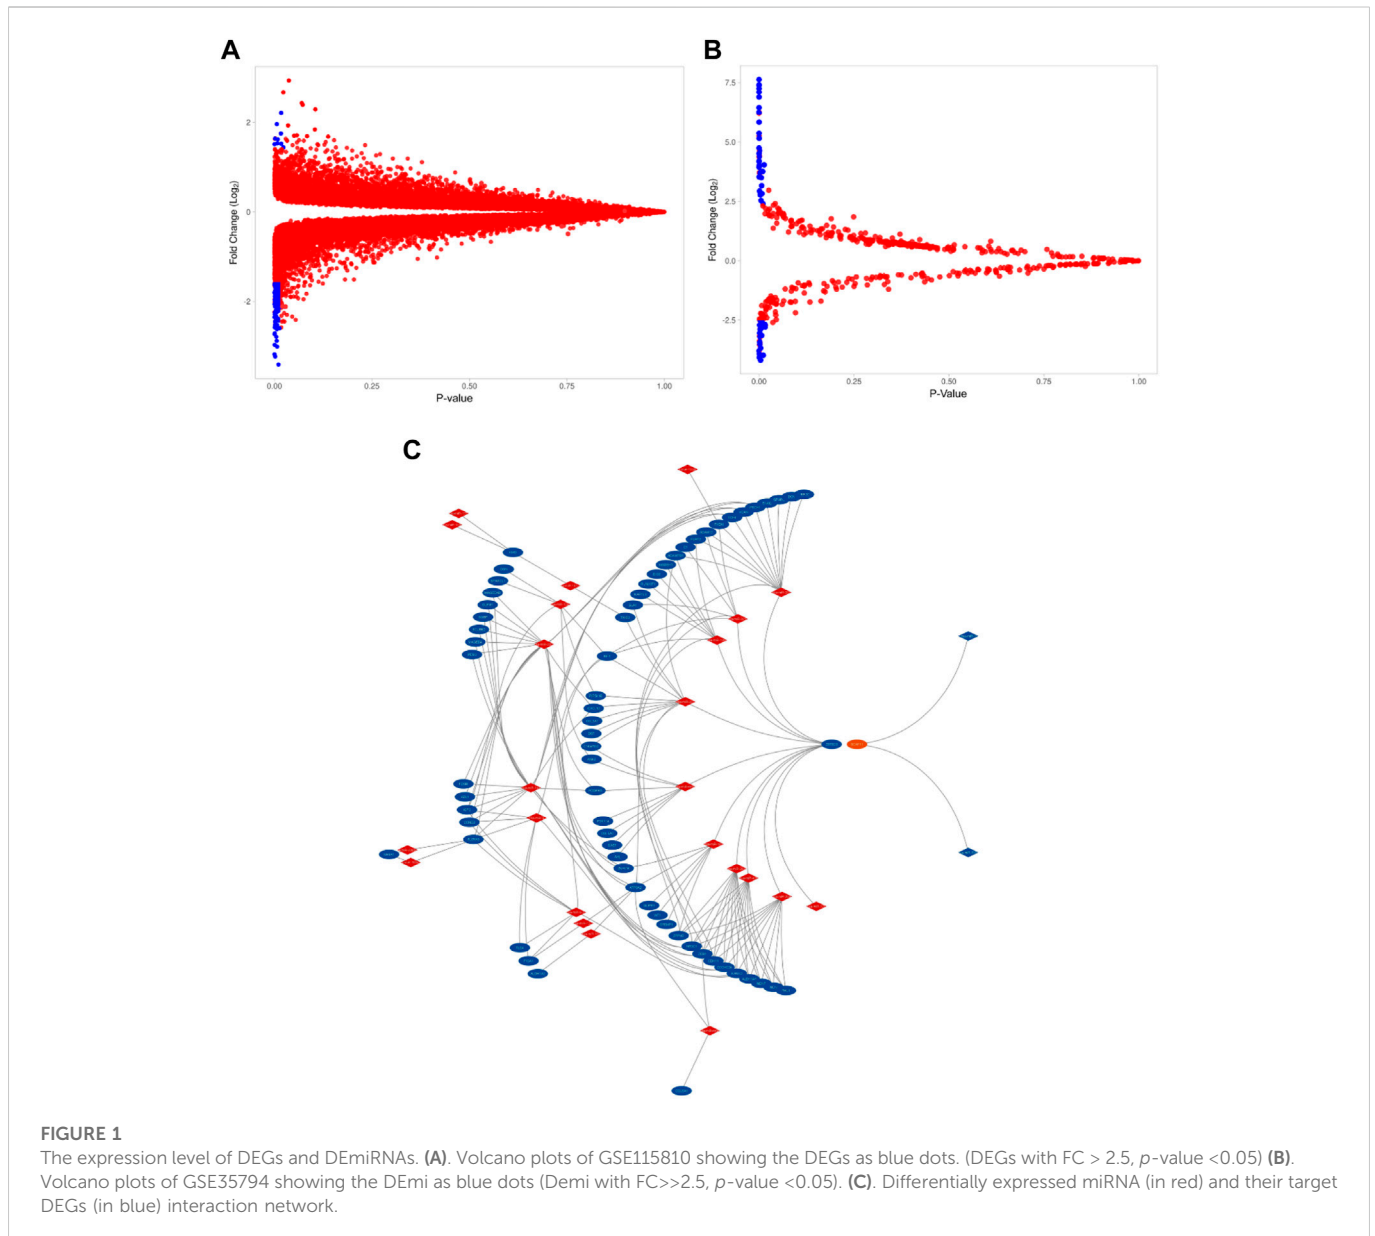 A
B
2
0
-2
Fold Change (Log2)
0.00
0.25
0.50
0.75
1.00
P-value
7.5
5.0
2.5
0.0
-2.5
Fold Change (Log2)
0.00
0.25
0.50
0.75
1.00
P-Value
C
FIGURE 1
The expression level of DEGs and DEmiRNAs. (A). Volcano plots of GSE115810 showing the DEGs as blue dots. (DEGs with FC > 2.5, p-value <0.05) (B).
Volcano plots of GSE35794 showing the DEmi as blue dots (Demi with FC>>2.5, p-value <0.05). (C). Differentially expressed miRNA (in red) and their target
DEGs (in blue) interaction network.